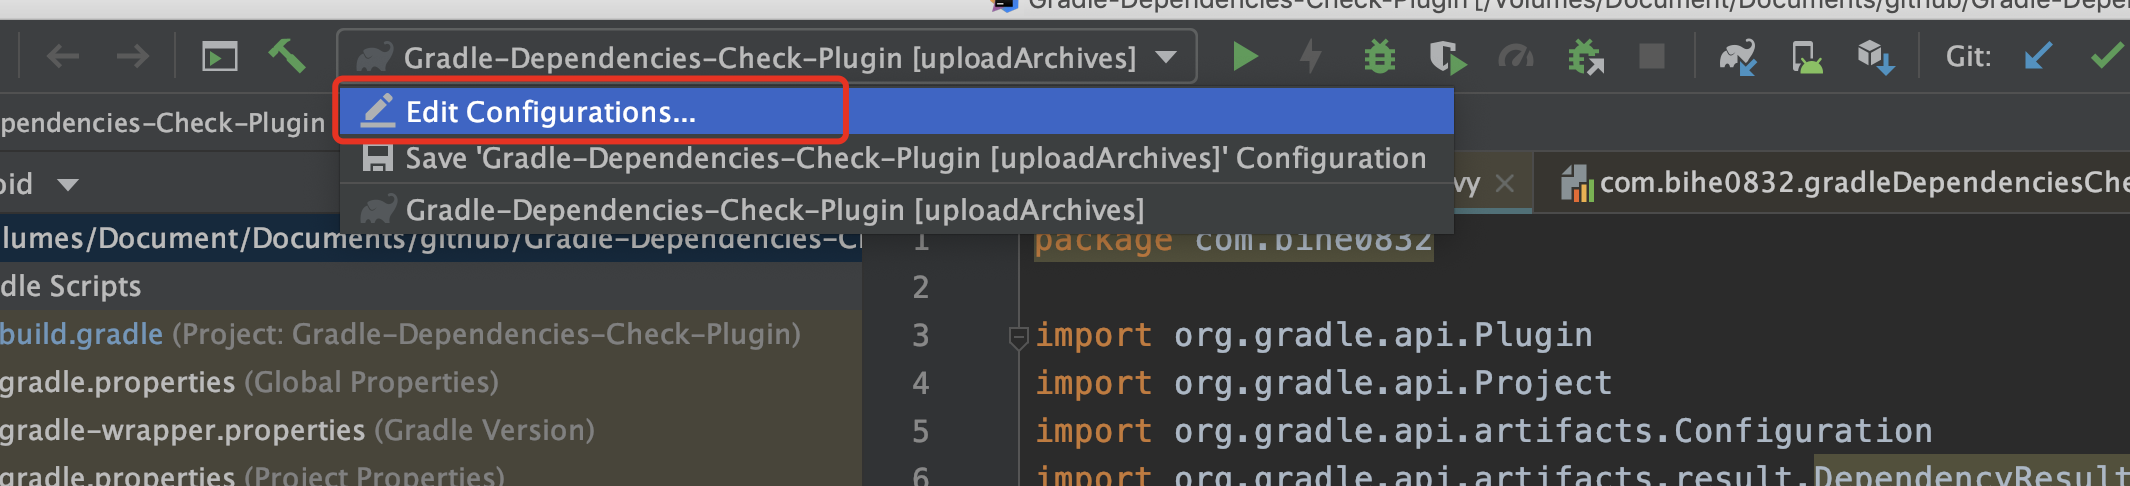 Gradle-Dependencies-Check-Plugin [/Volumes/Document/Documents/github/Gradle-Depen
Gradle-Dependencies-Check-Plugin [uploadArchives]
Git:
pendencies-Check-Plugin
Edit Configurations...
Save 'Gradle-Dependencies-Check-Plugin [uploadArchives]' Configuration
Gradle-Dependencies-Check-Plugin [uploadArchives]
oid
vy
com.bihe0832.gradleDependenciesChe
lumes/Document/Documents/github/Gradle-Dependencies-Ch
dle Scripts
build.gradle (Project: Gradle-Dependencies-Check-Plugin)
gradle.properties (Global Properties)
gradle-wrapper.properties (Gradle Version)
gradle.properties (Project Properties)
1 package com.bihe0832
2
3 import org.gradle.api.Plugin
4 import org.gradle.api.Project
5 import org.gradle.api.artifacts.Configuration
6 import org.gradle.api.artifacts.result.DependencyResult